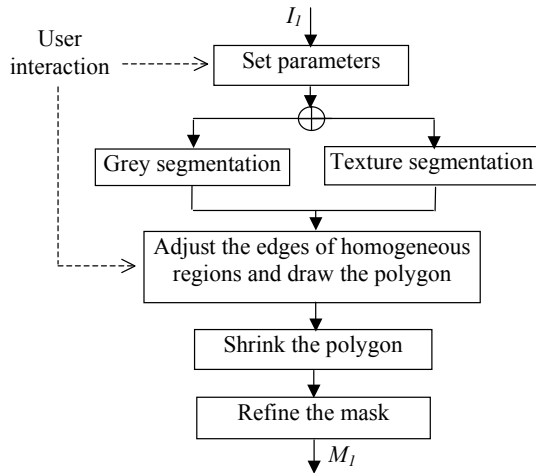 I1
User
interaction
Set parameters
Grey segmentation
Texture segmentation
Adjust the edges of homogeneous
regions and draw the polygon
Shrink the polygon
Refine the mask
M1